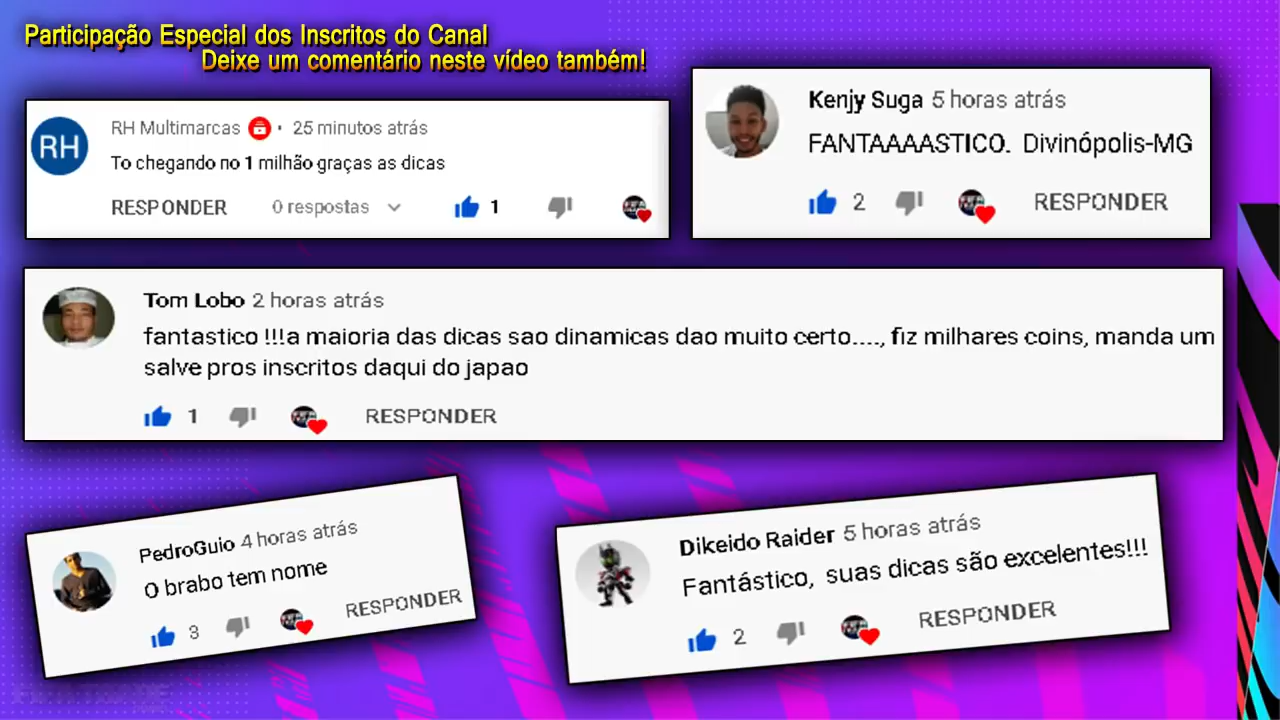 Participação Especial dos Inscritos do Canal
Deixe um comentário neste vídeo também!
RH
RH Multimarcas • 25 minutos atrás
To chegando no 1 milhão graças as dicas
RESPONDER 0 respostas 1
Kenjy Suga 5 horas atrás
FANTAAAASTICO. Divinópolis-MG
2 RESPONDER
Tom Lobo 2 horas atrás
fantastico !!!a maioria das dicas sao dinamicas dao muito certo...., fiz milhares coins, manda um
salve pros inscritos daqui do japao
1 RESPONDER
PedroGuio 4 horas atrás
O brabo tem nome
3 RESPONDER
Dikeido Raider 5 horas atrás
Fantástico, suas dicas são excelentes!!!
2 RESPONDER